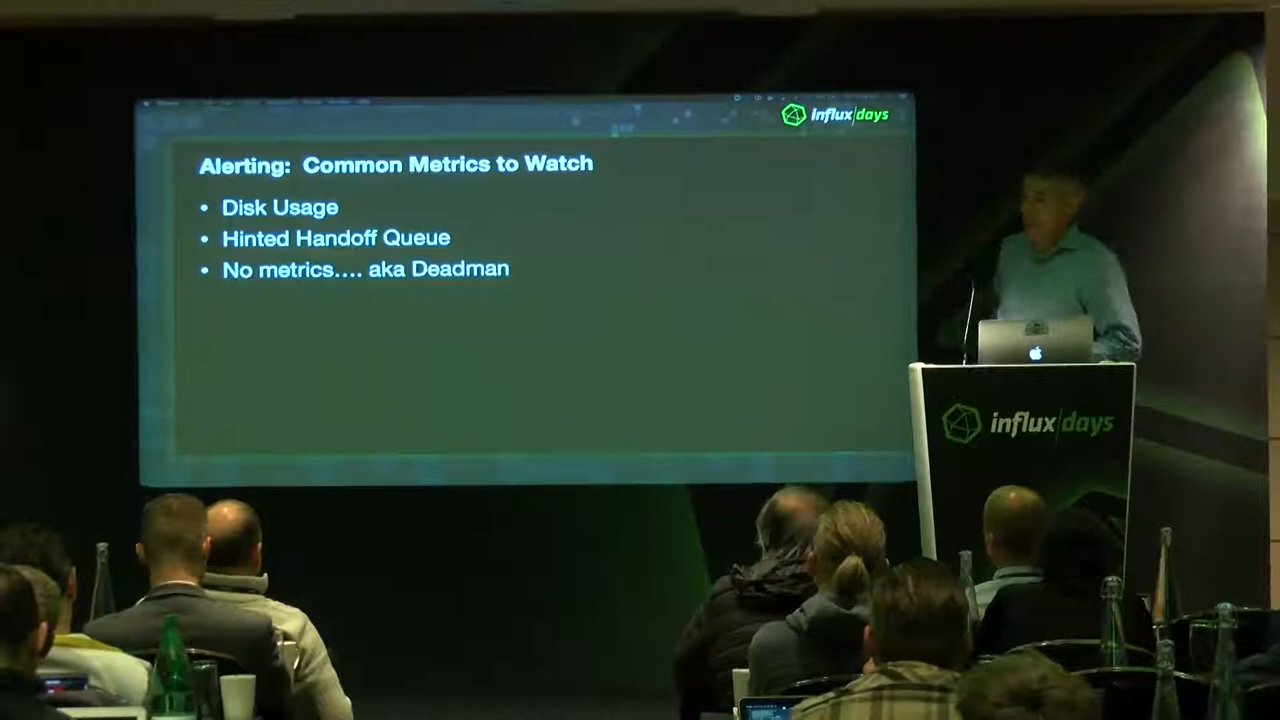 influx|days
Alerting:  Common Metrics to Watch
• Disk Usage
• Hinted Handoff Queue
• No metrics.... aka Deadman
influx|days